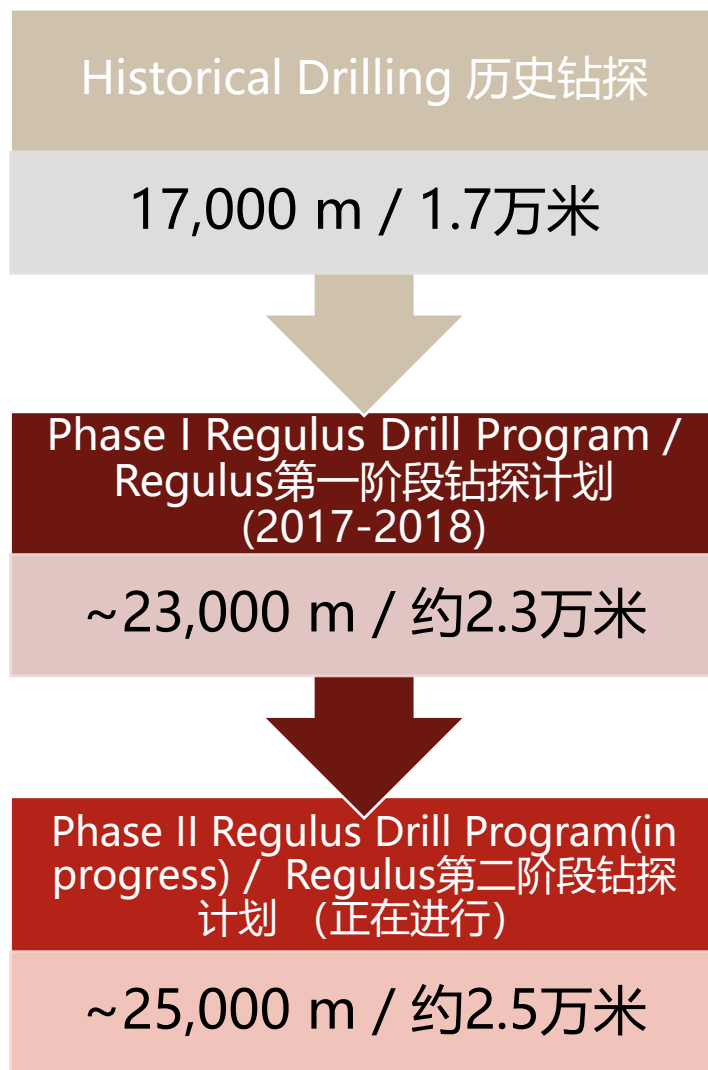 Historical Drilling 历史钻探
17,000 m / 1.7万米
Phase I Regulus Drill Program /
Regulus第一阶段钻探计划
(2017-2018)
~23,000 m / 约2.3万米
Phase II Regulus Drill Program(in
progress) / Regulus第二阶段钻探
计划 （正在进行）
~25,000 m / 约2.5万米